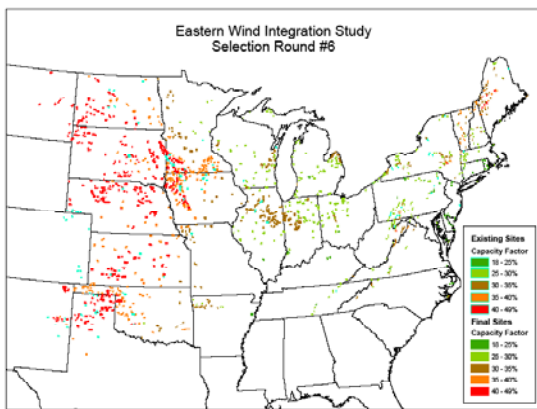 Eastern Wind Integration Study
Selection Round #6
Existing Sites
Capacity Factor
18 - 25%
25 - 30%
30 - 35%
35 - 40%
40 - 49%
Final Sites
Capacity Factor
18 - 25%
25 - 30%
30 - 35%
35 - 40%
40 - 49%